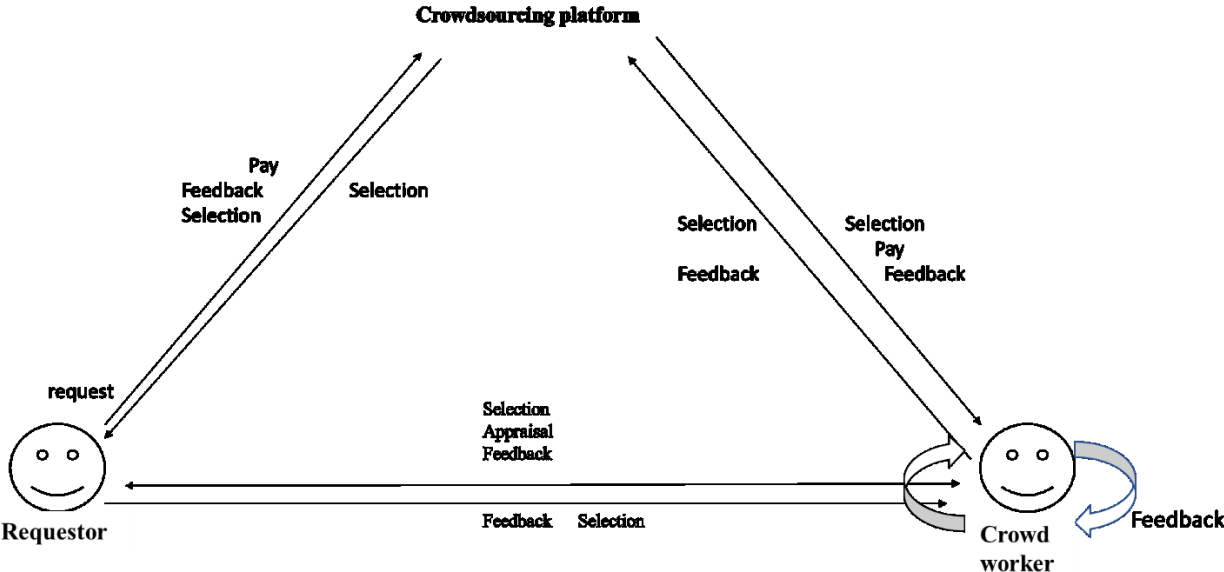 Crowdsourcing platform
Pay
Feedback
Selection
Selection
Selection
Feedback
Selection
Pay
Feedback
request
Selection
Appraisal
Feedback
Feedback Selection
Requestor
Crowd
worker
Feedback